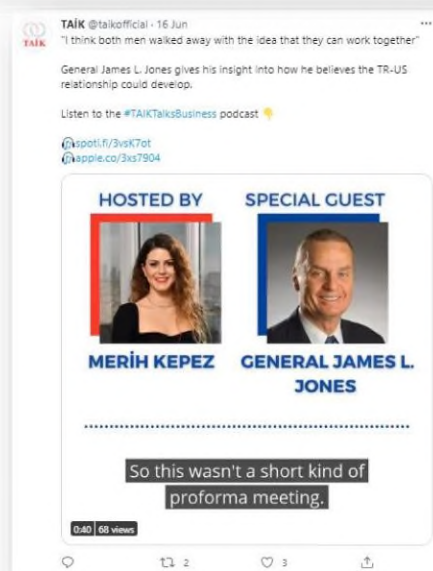 TAİK @taikofficial · 16 Jun
TAİK
"I think both men walked away with the idea that they can work together"
General James L. Jones gives his insight into how he believes the TR-US
relationship could develop.
Listen to the #TAIKTalksBusiness podcast
spoti.fi/3vsK7ot
apple.co/3xs7904
HOSTED BY
SPECIAL GUEST
MERİH KEPEZ
GENERAL JAMES L.
JONES
So this wasn't a short kind of
proforma meeting.
0:40 68 views
2
3